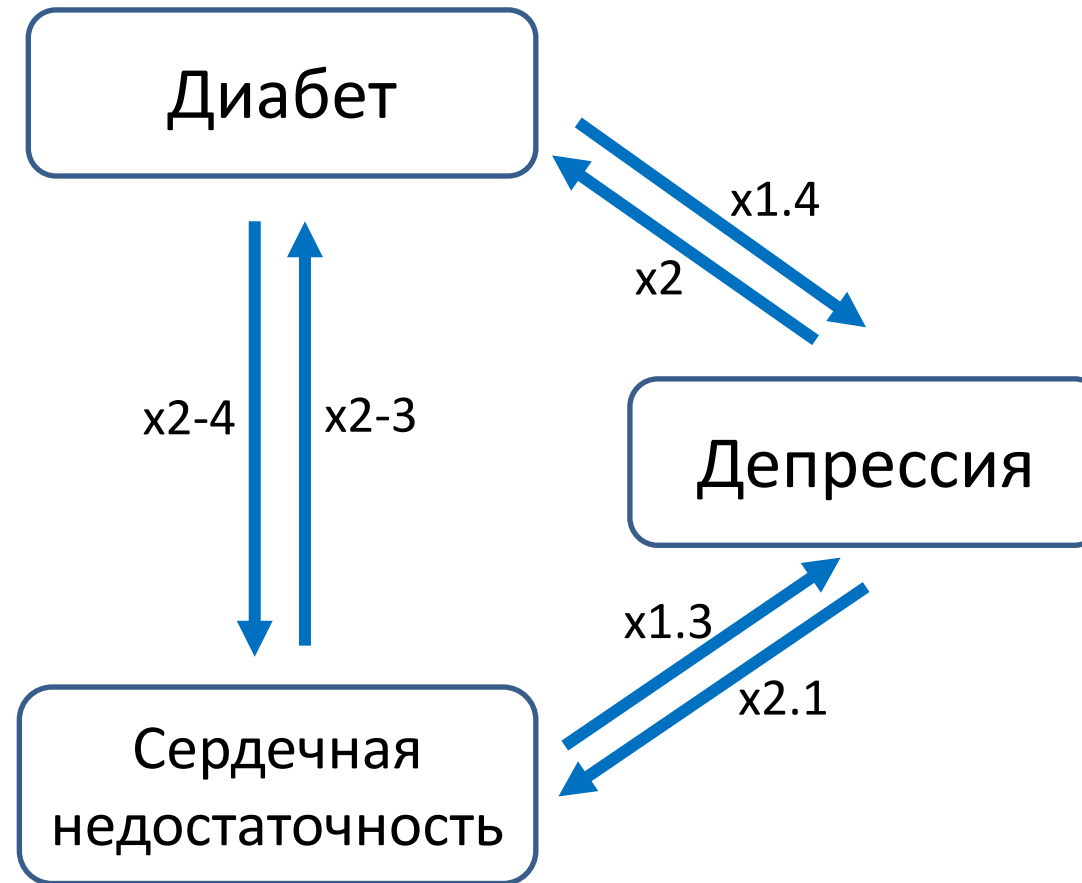 Диабет
x1.4
x2
x2-4
x2-3
Депрессия
x1.3
x2.1
Сердечная
недостаточность